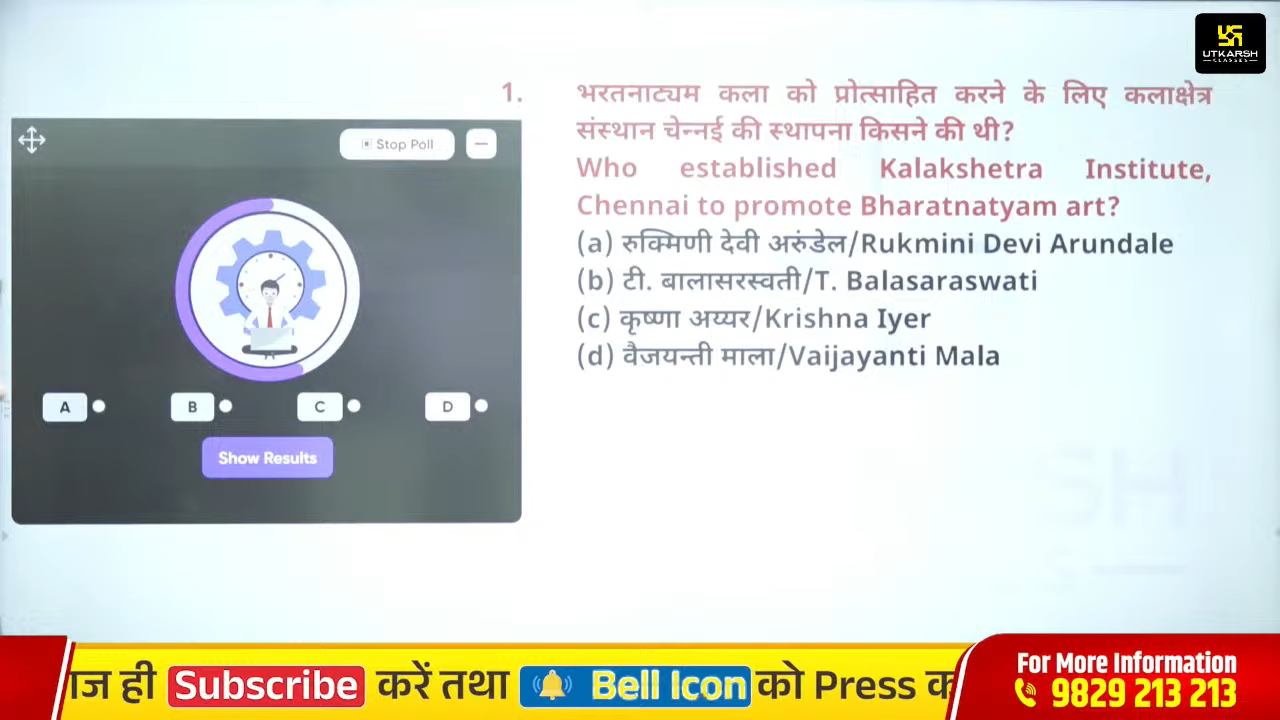 UTKARSH
CLASSES
1. भरतनाट्यम कला को प्रोत्साहित करने के लिए कलाक्षेत्र
संस्थान चेन्नई की स्थापना किसने की थी?
Who established Kalakshetra Institute,
Chennai to promote Bharatnatyam art?
(a) रुक्मिणी देवी अरुंडेल/Rukmini Devi Arundale
(b) टी. बालासरस्वती/T. Balasaraswati
(c) कृष्णा अय्यर/Krishna Iyer
(d) वैजयन्ती माला/Vaijayanti Mala
Stop Poll
A B C D
Show Results
ज ही Subscribe करें तथा Bell Icon को Press क
For More Information
9829 213 213